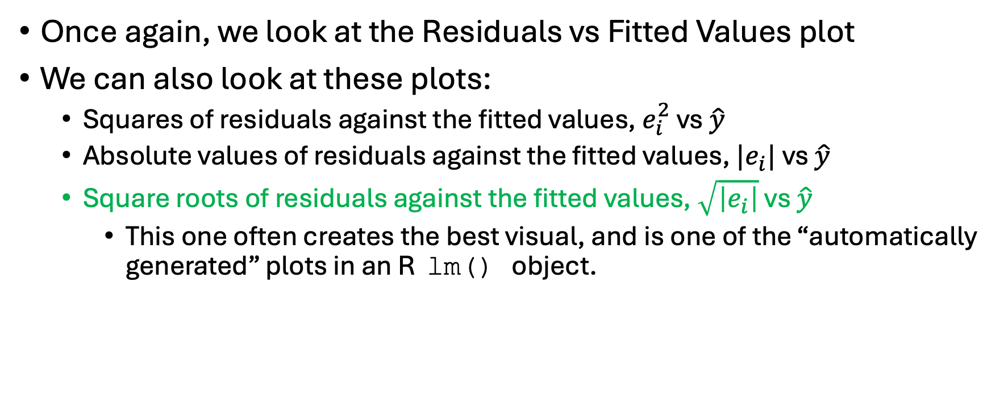 • Once again, we look at the Residuals vs Fitted Values plot
• We can also look at these plots:
• Squares of residuals against the fitted values, $e_i^2$ vs $\hat{y}$
• Absolute values of residuals against the fitted values, $|e_i|$ vs $\hat{y}$
• Square roots of residuals against the fitted values, $\sqrt{|e_i|}$ vs $\hat{y}$
• This one often creates the best visual, and is one of the “automatically
generated” plots in an R lm() object.